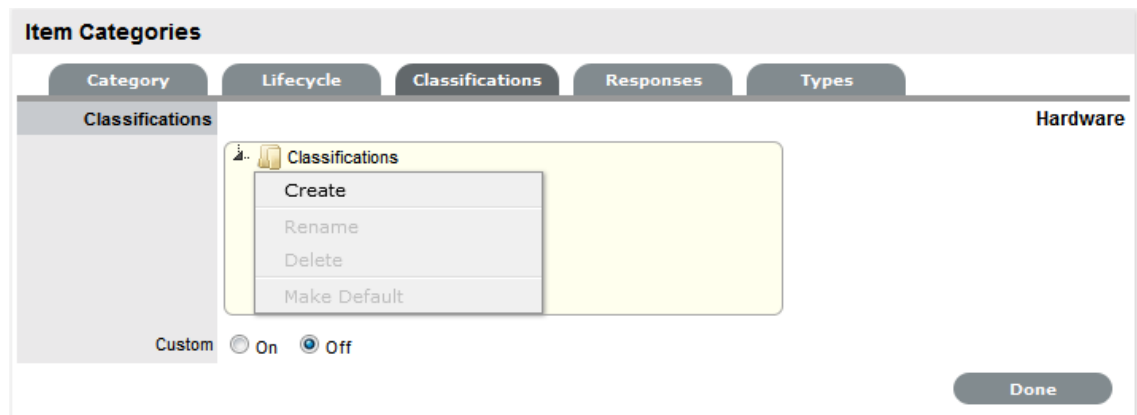 Item Categories
Category Lifecycle Classifications Responses Types
Classifications Hardware
Classifications
Create
Rename
Delete
Make Default
Custom On Off
Done